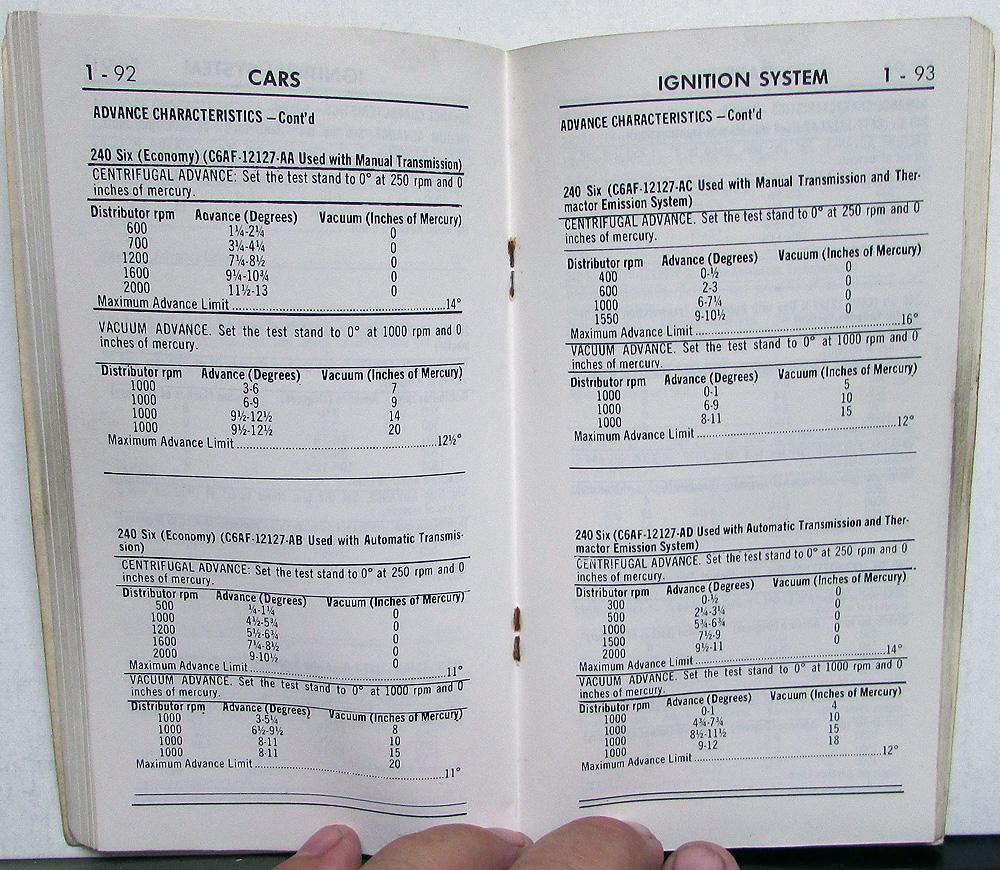 1 - 92 CARS
ADVANCE CHARACTERISTICS – Cont'd
240 Six (Economy) (C6AF-12127-AA Used with Manual Transmission)
CENTRIFUGAL ADVANCE: Set the test stand to 0° at 250 rpm and 0
inches of mercury.
Distributor rpm Advance (Degrees) Vacuum (Inches of Mercury)
600 1¼-2¼ 0
700 3¼-4¼ 0
1200 7¼-8½ 0
1600 9¼-10¾ 0
2000 11½-13 0
Maximum Advance Limit ........................................14°
VACUUM ADVANCE. Set the test stand to 0° at 1000 rpm and 0
inches of mercury.
Distributor rpm Advance (Degrees) Vacuum (Inches of Mercury)
1000 3-6 7
1000 6-9 9
1000 9½-12½ 14
1000 9½-12½ 20
Maximum Advance Limit ........................................12½°
240 Six (Economy) (C6AF-12127-AB Used with Automatic Transmis-
sion)
CENTRIFUGAL ADVANCE: Set the test stand to 0° at 250 rpm and 0
inches of mercury.
Distributor rpm Advance (Degrees) Vacuum (Inches of Mercury)
500 ¼-1¼ 0
1000 4½-5¾ 0
1200 5½-6¾ 0
1600 7¼-8½ 0
2000 9-10½ 0
Maximum Advance Limit ........................................11°
VACUUM ADVANCE. Set the test stand to 0° at 1000 rpm and 0
inches of mercury.
Distributor rpm Advance (Degrees) Vacuum (Inches of Mercury)
1000 3-5¼ 8
1000 6½-9½ 10
1000 8-11 15
1000 8-11 20
Maximum Advance Limit ........................................11°
IGNITION SYSTEM 1 - 93
ADVANCE CHARACTERISTICS – Cont'd
240 Six (C6AF-12127-AC Used with Manual Transmission and Ther-
mactor Emission System)
CENTRIFUGAL ADVANCE. Set the test stand to 0° at 250 rpm and 0
inches of mercury.
Distributor rpm Advance (Degrees) Vacuum (Inches of Mercury)
400 0-½ 0
600 2-3 0
1000 6-7¼ 0
1550 9-10½ 0
Maximum Advance Limit ........................................16°
VACUUM ADVANCE. Set the test stand to 0° at 1000 rpm and 0
inches of mercury.
Distributor rpm Advance (Degrees) Vacuum (Inches of Mercury)
1000 0-1 5
1000 6-9 10
1000 8-11 15
Maximum Advance Limit ........................................12°
240 Six (C6AF-12127-AD Used with Automatic Transmission and Ther-
mactor Emission System)
CENTRIFUGAL ADVANCE: Set the test stand to 0° at 250 rpm and 0
inches of mercury.
Distributor rpm Advance (Degrees) Vacuum (Inches of Mercury)
300 0-½ 0
500 2¼-3¼ 0
1000 5¾-6¾ 0
1500 7½-9 0
2000 9½-11 0
Maximum Advance Limit ........................................14°
VACUUM ADVANCE. Set the test stand to 0° at 1000 rpm and 0
inches of mercury.
Distributor rpm Advance (Degrees) Vacuum (Inches of Mercury)
1000 0-1 4
1000 4¾-7¾ 10
1000 8½-11½ 15
1000 9-12 18
Maximum Advance Limit ........................................12°